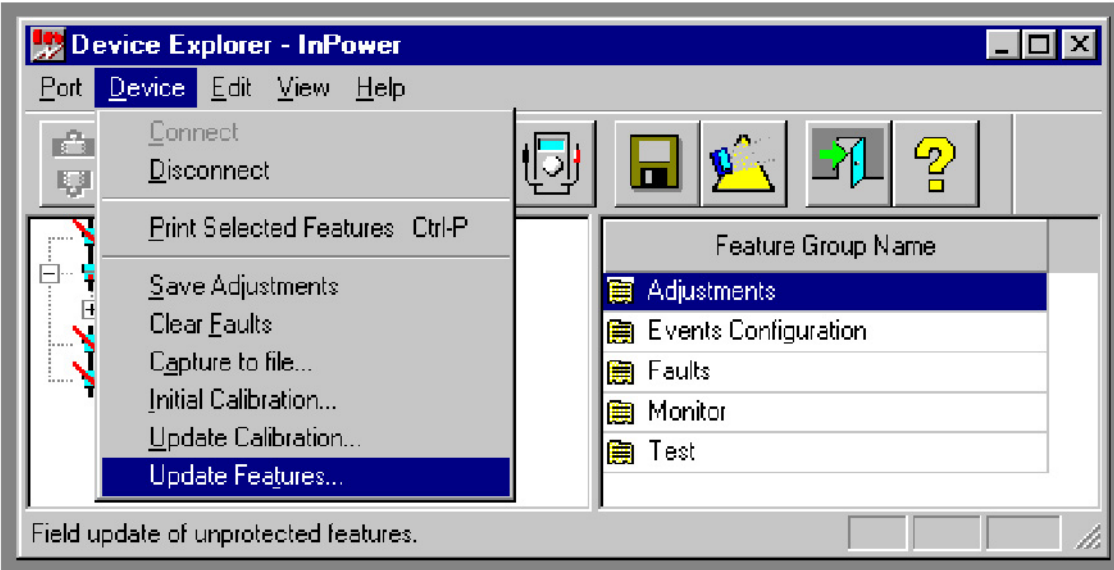 Device Explorer - InPower
Port Device Edit View Help
Connect
Disconnect
Print Selected Features Ctrl-P
Save Adjustments
Clear Faults
Capture to file...
Initial Calibration...
Update Calibration...
Update Features...
Feature Group Name
Adjustments
Events Configuration
Faults
Monitor
Test
Field update of unprotected features.